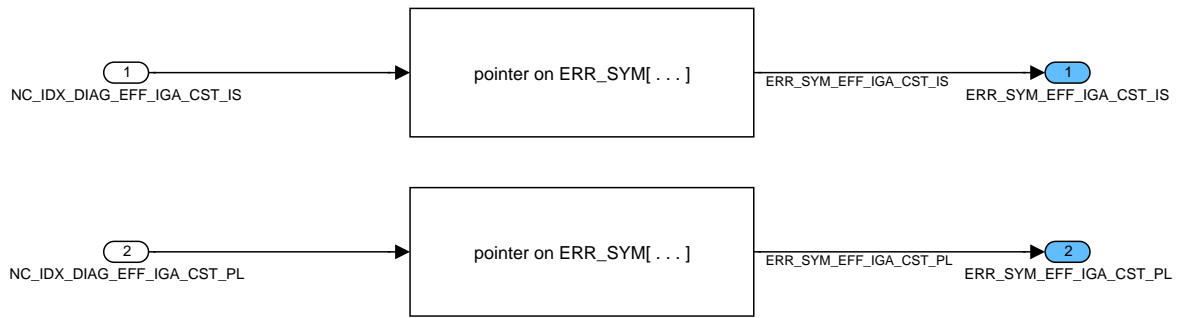 1
NC_IDX_DIAG_EFF_IGA_CST_IS
pointer on ERR_SYM[ . . . ]
ERR_SYM_EFF_IGA_CST_IS
1
ERR_SYM_EFF_IGA_CST_IS
2
NC_IDX_DIAG_EFF_IGA_CST_PL
pointer on ERR_SYM[ . . . ]
ERR_SYM_EFF_IGA_CST_PL
2
ERR_SYM_EFF_IGA_CST_PL